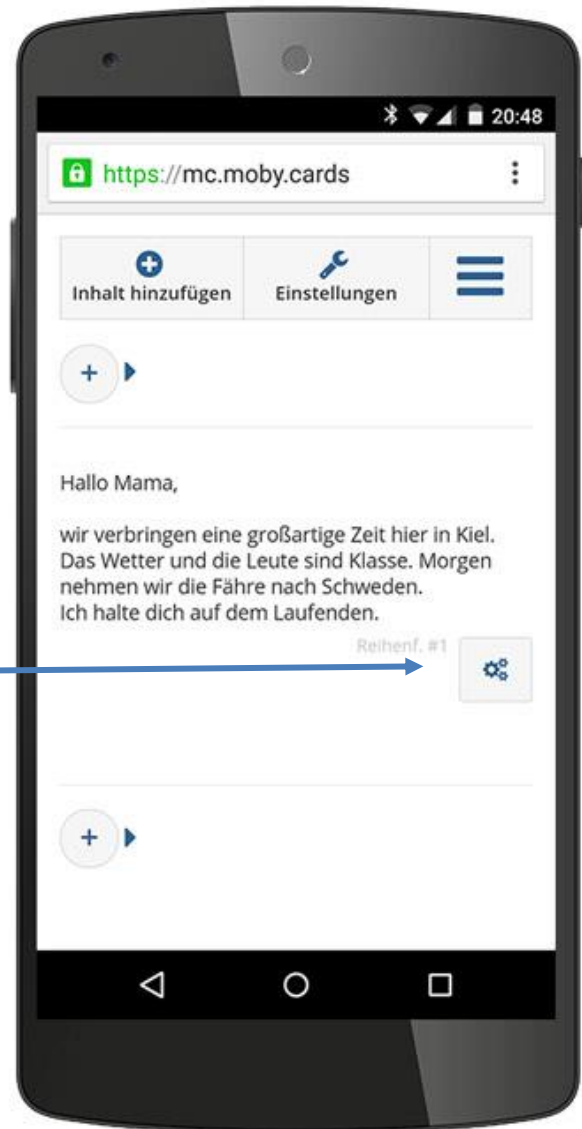 20:48
https://mc.moby.cards
Inhalt hinzufügen
Einstellungen
Hallo Mama,
wir verbringen eine großartige Zeit hier in Kiel.
Das Wetter und die Leute sind Klasse. Morgen
nehmen wir die Fähre nach Schweden.
Ich halte dich auf dem Laufenden.
Reihenf. #1